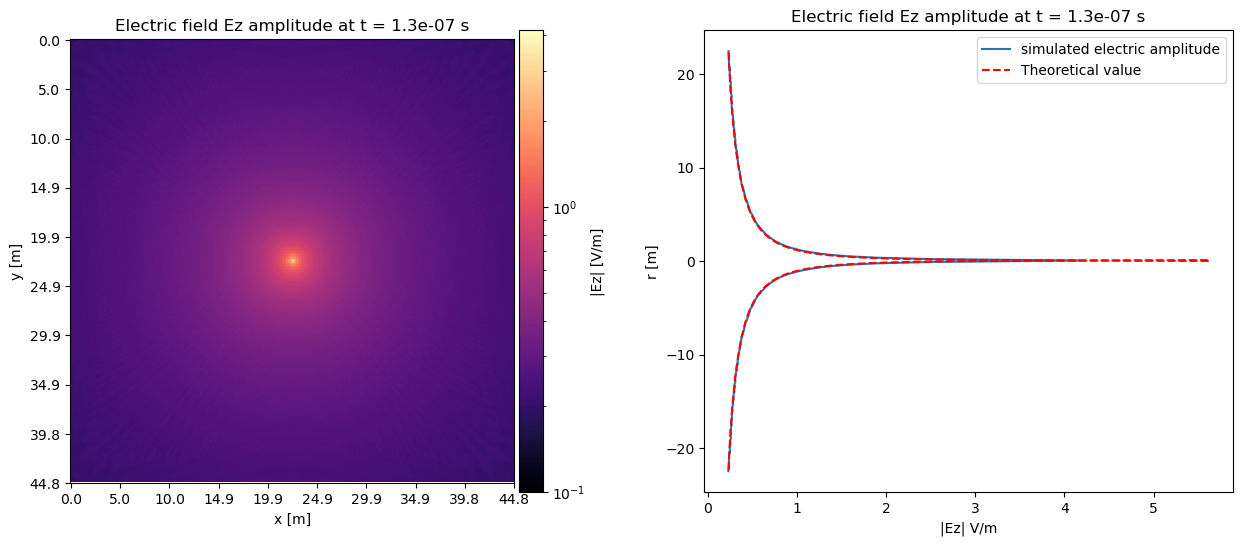 Electric field Ez amplitude at t = 1.3e-07 s
0.0
5.0
10.0
14.9
19.9
24.9
29.9
34.9
39.8
44.8
y [m]
0.0 5.0 10.0 14.9 19.9 24.9 29.9 34.9 39.8 44.8
x [m]
10⁰
10⁻¹
|Ez| [V/m]
Electric field Ez amplitude at t = 1.3e-07 s
simulated electric amplitude
Theoretical value
20
10
0
−10
−20
r [m]
0 1 2 3 4 5
|Ez| V/m